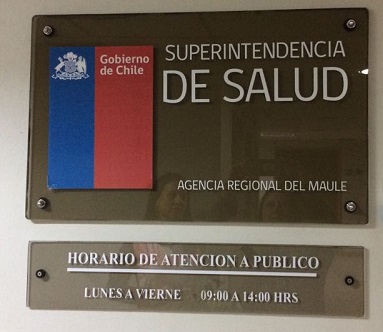 Gobierno
de Chile
SUPERINTENDENCIA
DE SALUD
AGENCIA REGIONAL DEL MAULE
HORARIO DE ATENCION A PUBLICO
LUNES A VIERNE 09:00 A 14:00 HRS